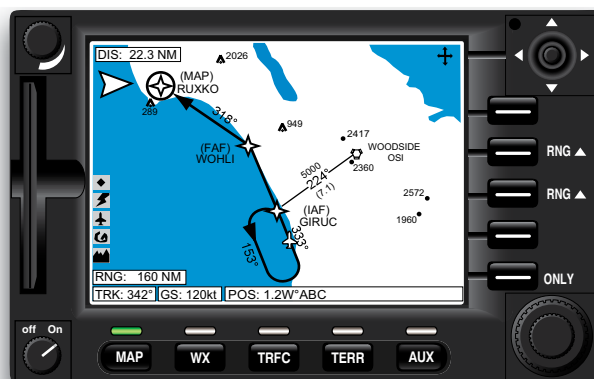 DIS: 22.3 NM
2026
(MAP)
RUXKO
289
318°
949
(FAF)
WOHLI
2417
WOODSIDE
OSI
2360
5000
224°
(7.1)
2572
1960
(IAF)
GIRUC
333°
153°
RNG: 160 NM
TRK: 342° GS: 120kt POS: 1.2W°ABC
RNG
RNG
ONLY
off On
MAP WX TRFC TERR AUX